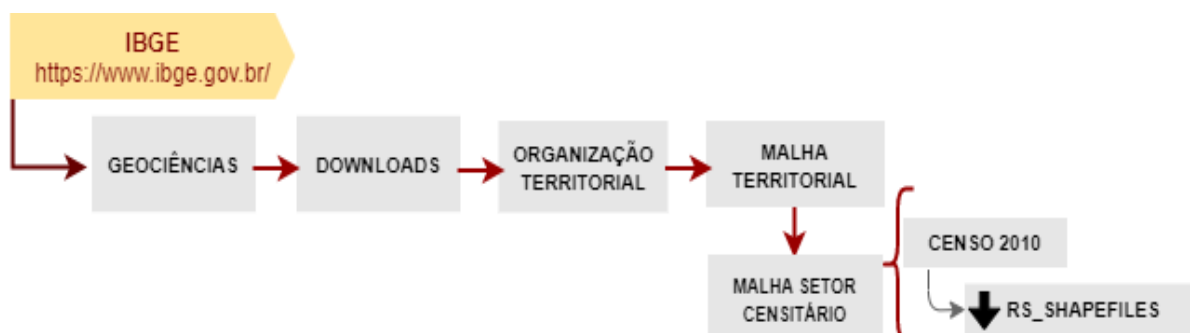 IBGE
https://www.ibge.gov.br/
GEOCIÊNCIAS
DOWNLOADS
ORGANIZAÇÃO
TERRITORIAL
MALHA
TERRITORIAL
MALHA SETOR
CENSITÁRIO
CENSO 2010
RS_SHAPEFILES